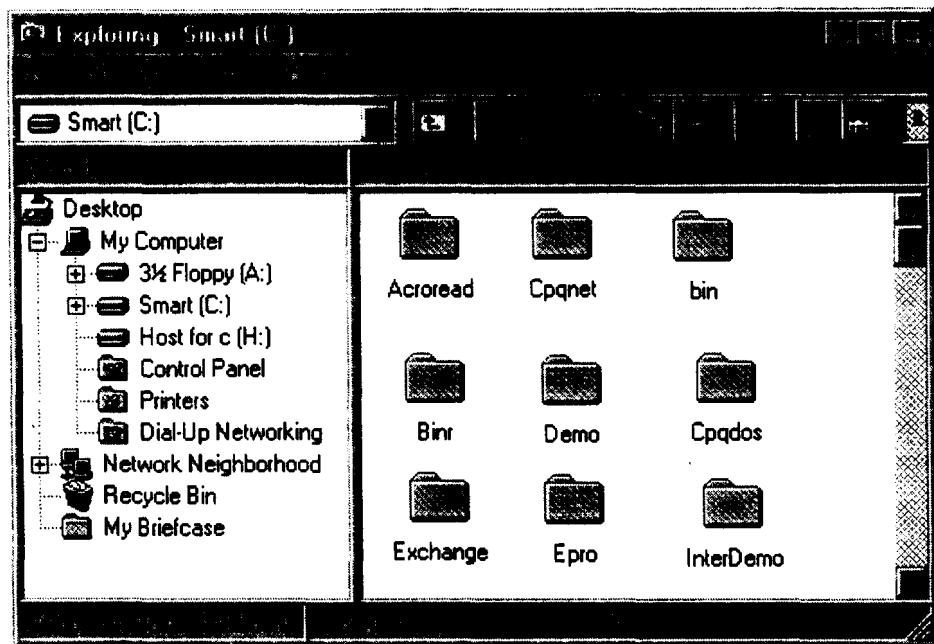 Exploring - Smart (C:)
Smart (C:)
Desktop
My Computer
3½ Floppy (A:)
Smart (C:)
Host for c (H:)
Control Panel
Printers
Dial-Up Networking
Network Neighborhood
Recycle Bin
My Briefcase
Acroread Cpqnet bin
Binr Demo Cpqdos
Exchange Epro InterDemo